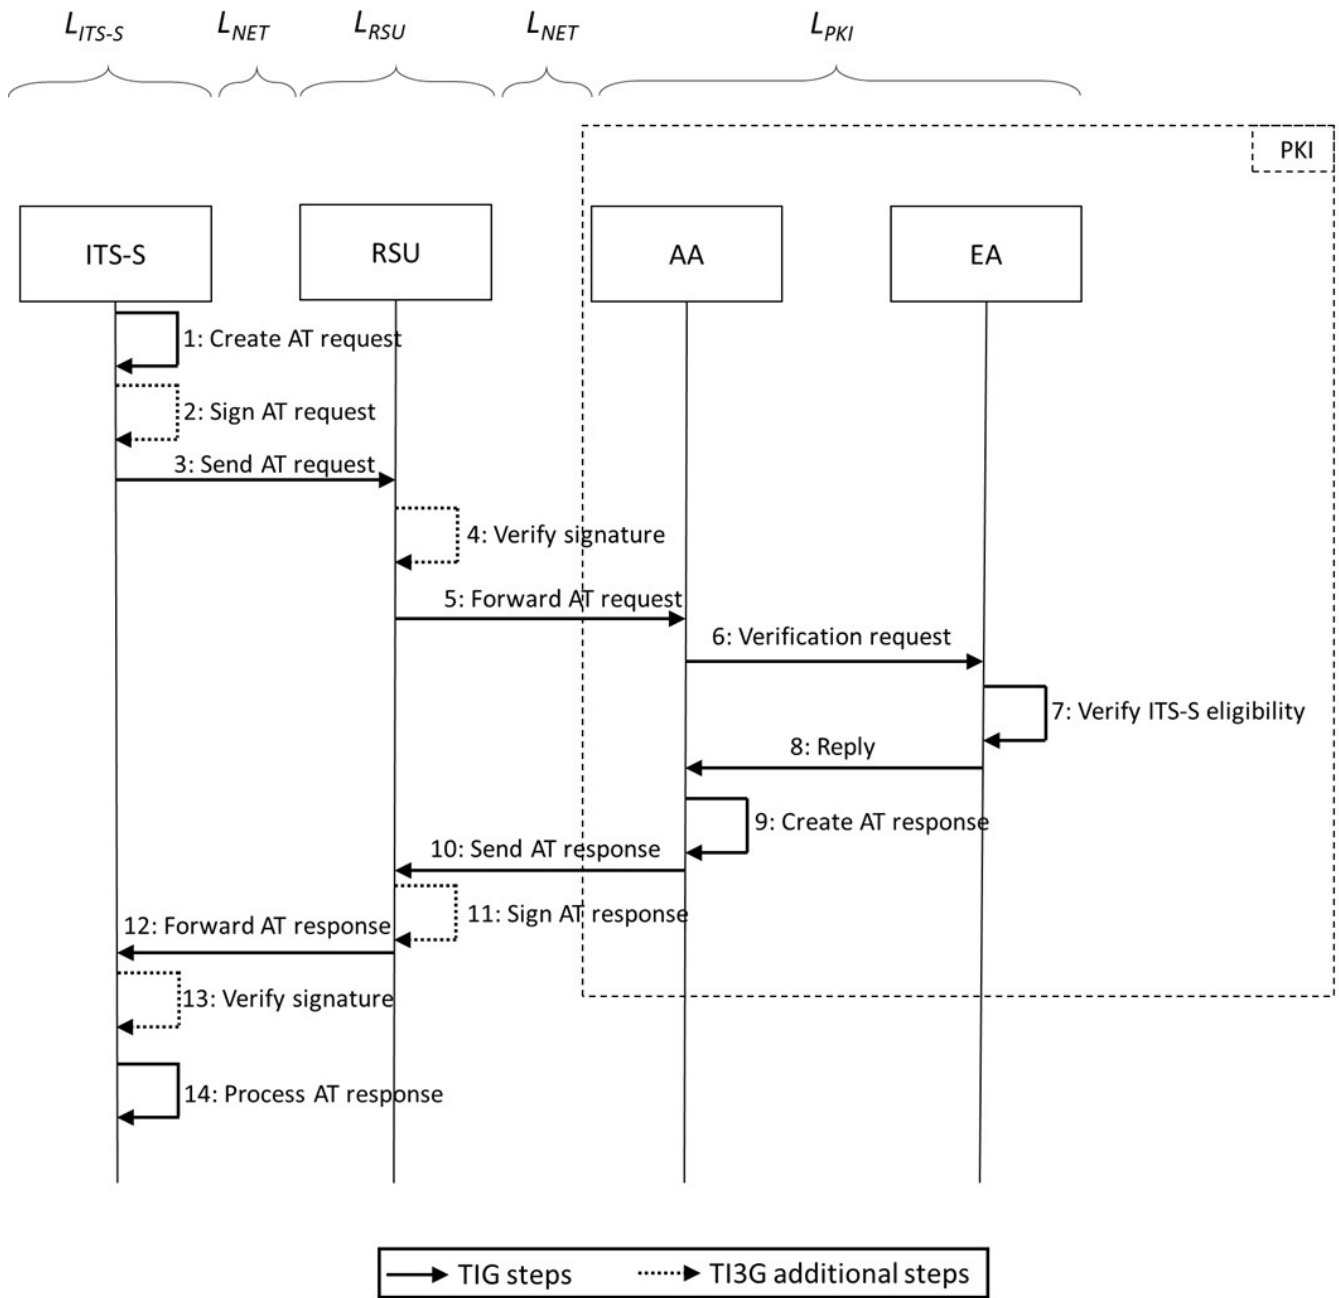 L_ITS-S L_NET L_RSU L_NET L_PKI
PKI
ITS-S RSU AA EA
1: Create AT request
2: Sign AT request
3: Send AT request
4: Verify signature
5: Forward AT request
6: Verification request
7: Verify ITS-S eligibility
8: Reply
9: Create AT response
10: Send AT response
11: Sign AT response
12: Forward AT response
13: Verify signature
14: Process AT response
TIG steps TI3G additional steps